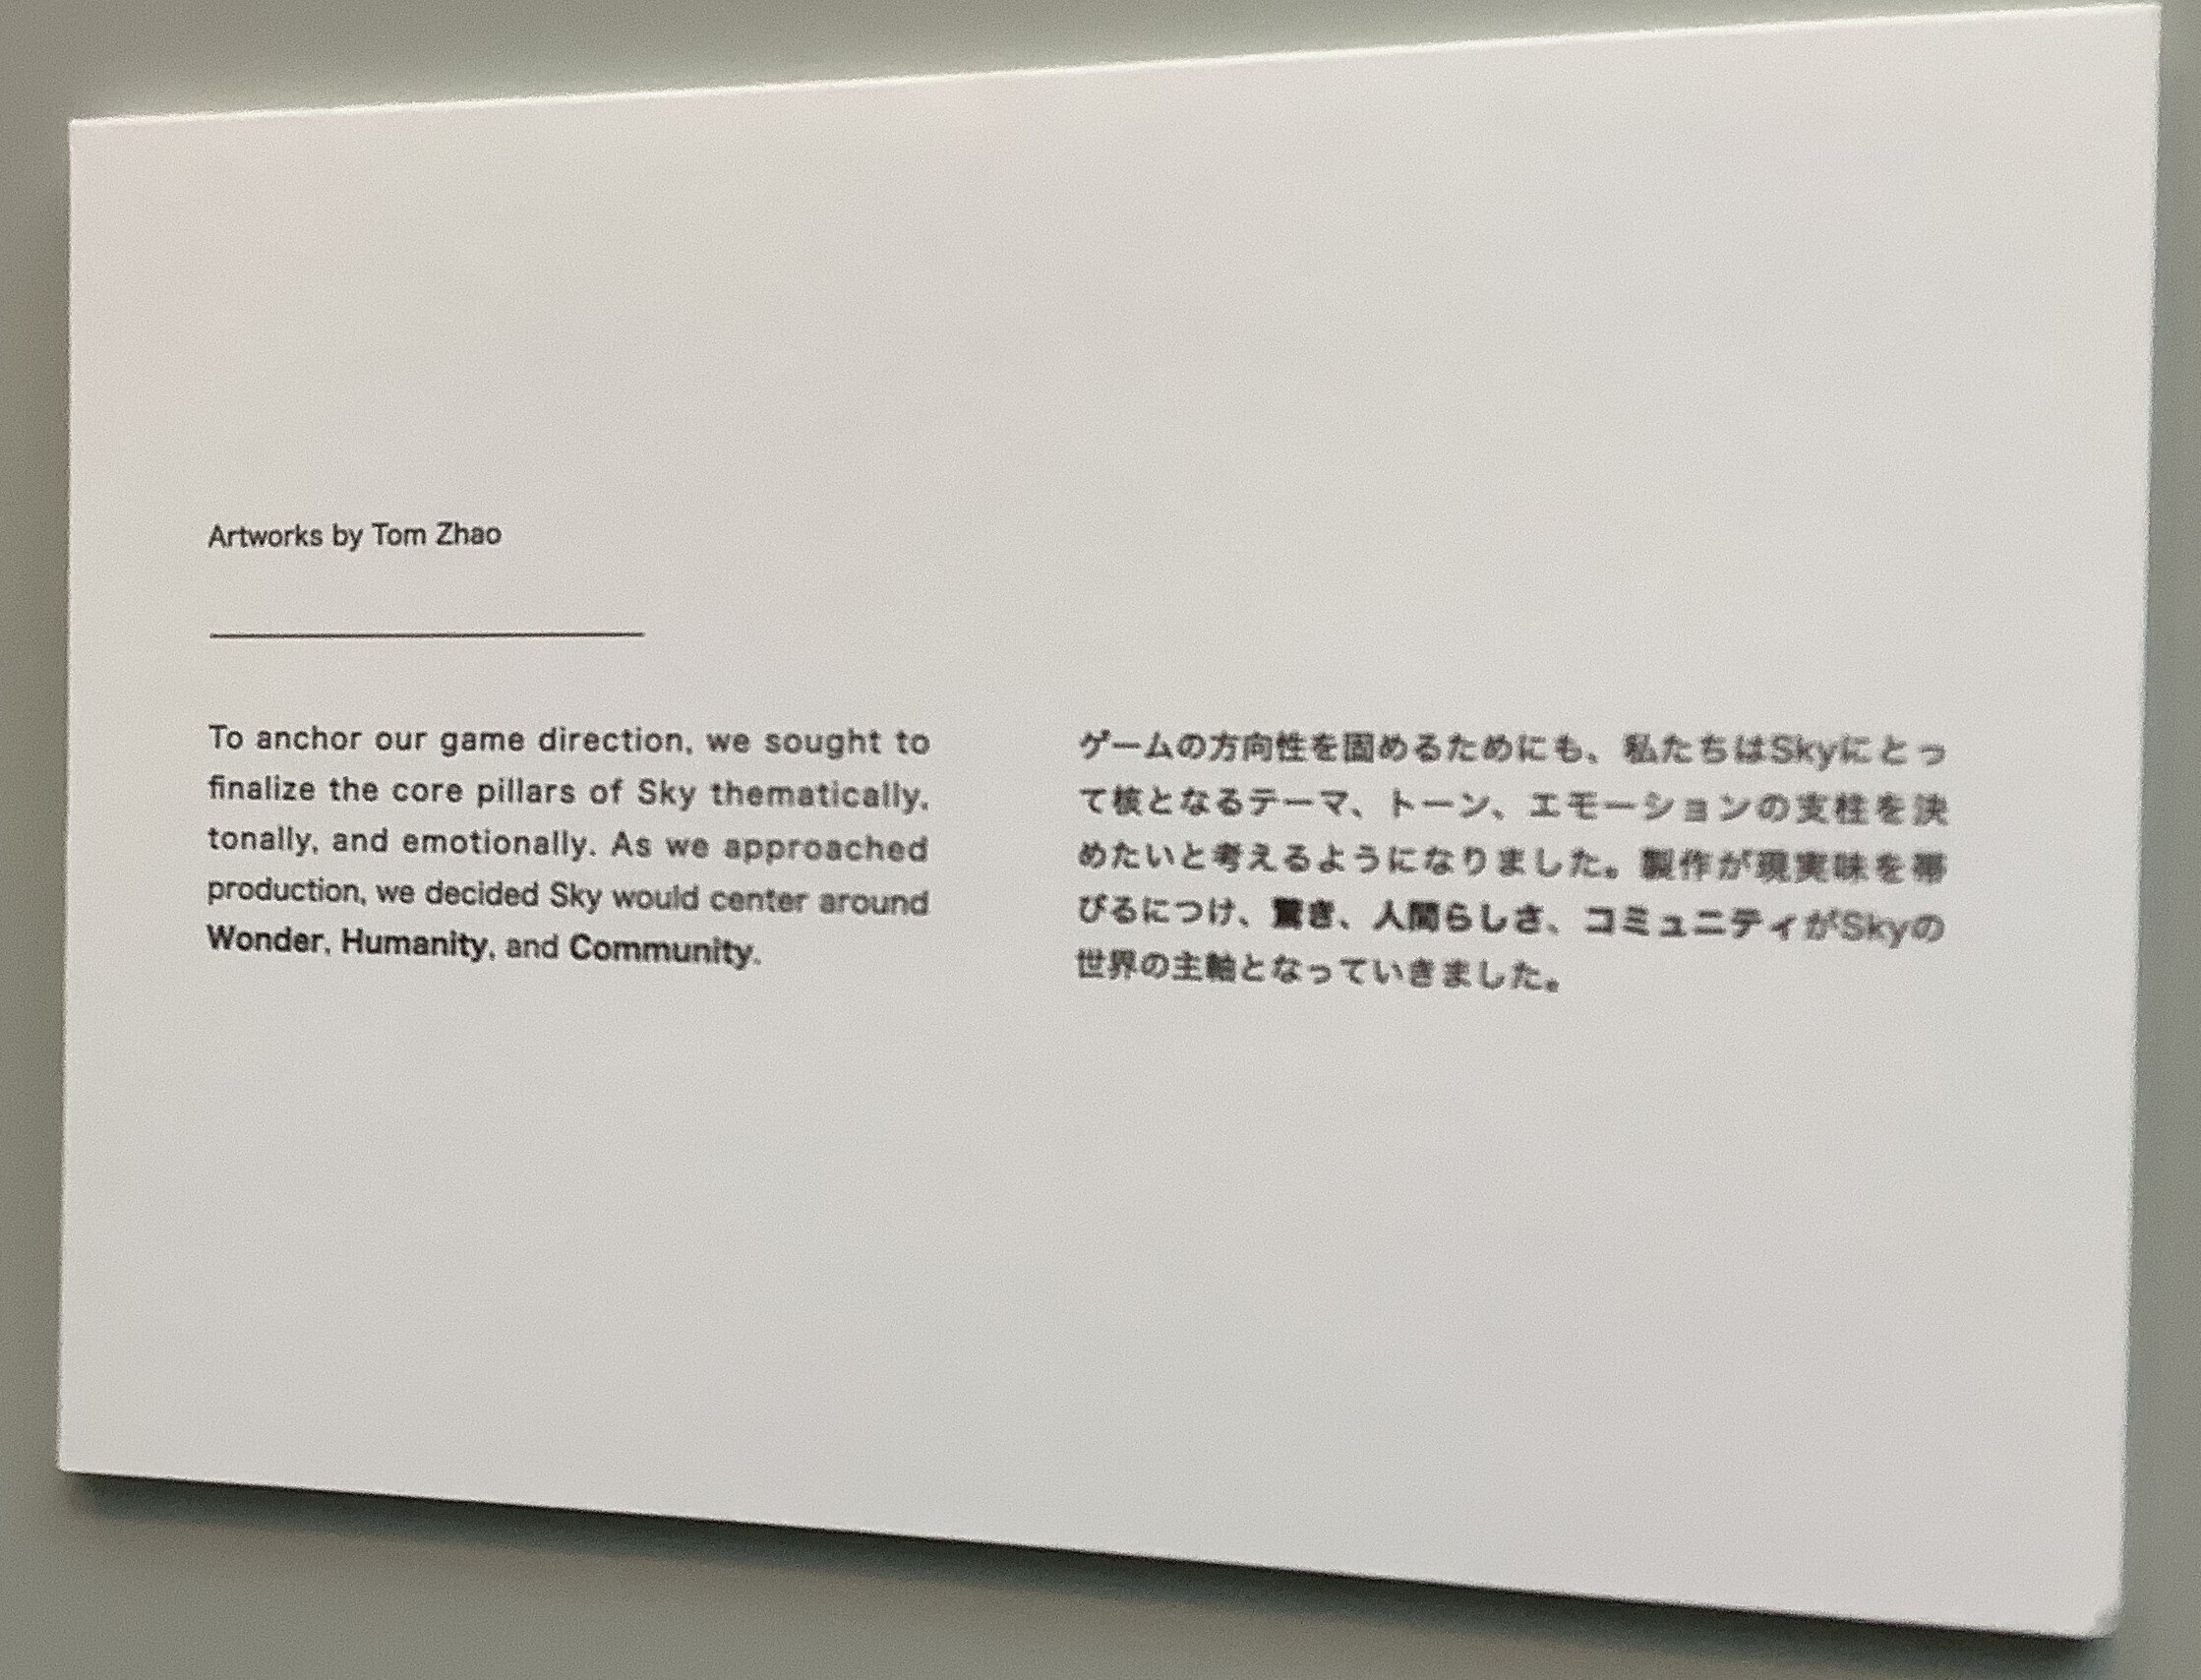 Artworks by Tom Zhao
To anchor our game direction, we sought to
finalize the core pillars of Sky thematically,
tonally, and emotionally. As we approached
production, we decided Sky would center around
Wonder, Humanity, and Community.
ゲームの方向性を固めるためにも、私たちはSkyにとっ
て核となるテーマ、トーン、エモーションの支柱を決
めたいと考えるようになりました。製作が現実味を帯
びるにつけ、驚き、人間らしさ、コミュニティがSkyの
世界の主軸となっていきました。